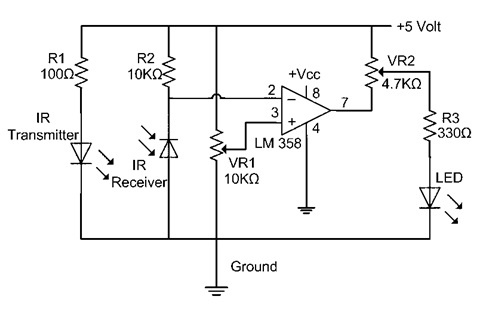 +5 Volt
R1
100Ω
R2
10KΩ
+Vcc
8
VR2
4.7KΩ
2
−
3
+
7
LM 358
4
IR
Transmitter
IR
Receiver
VR1
10KΩ
R3
330Ω
LED
Ground